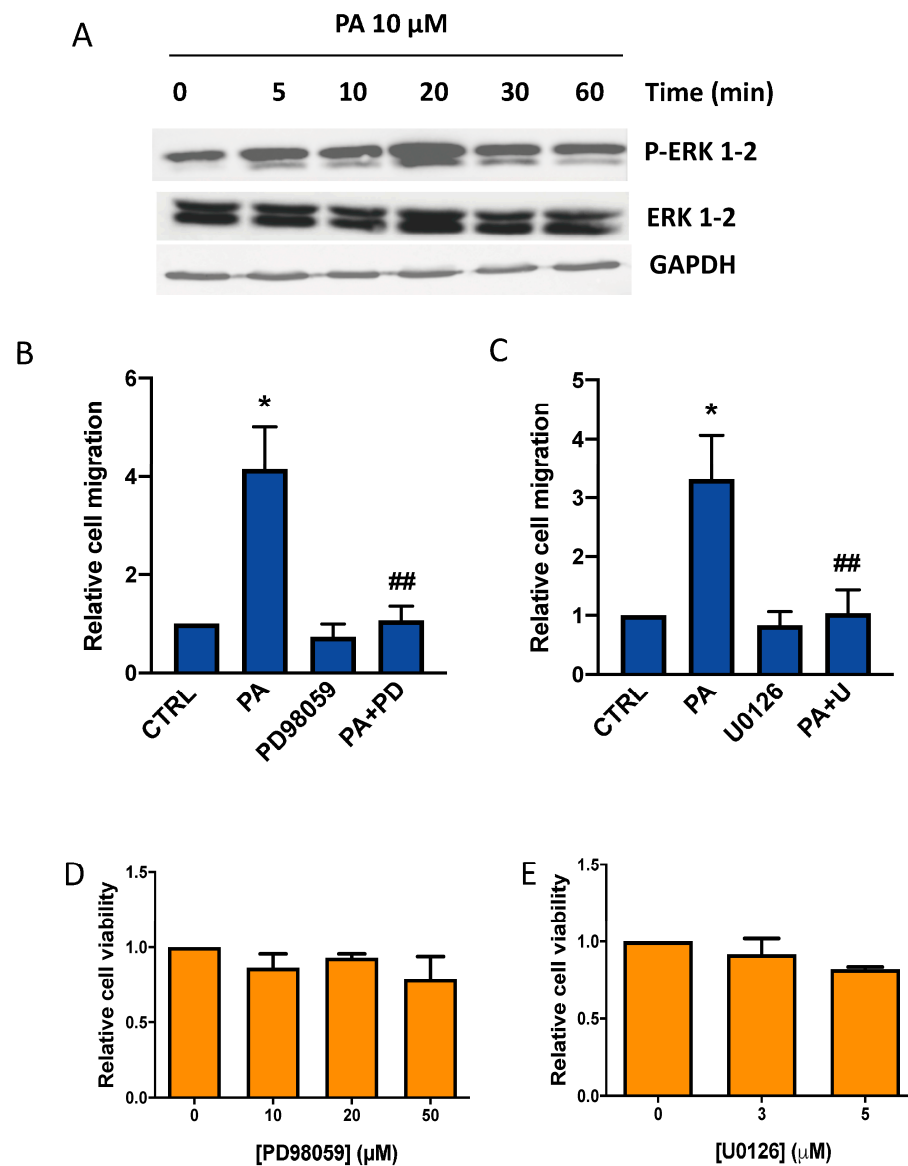 A
PA 10 µM
0 5 10 20 30 60 Time (min)
P-ERK 1-2
ERK 1-2
GAPDH
B
Relative cell migration
6
4
2
0
*
##
CTRL
PA
PD98059
PA+PD
C
Relative cell migration
5
4
3
2
1
0
*
##
CTRL
PA
U0126
PA+U
D
Relative cell viability
1.5
1.0
0.5
0.0
0 10 20 50
[PD98059] (µM)
E
Relative cell viability
1.5
1.0
0.5
0.0
0 3 5
[U0126] (µM)